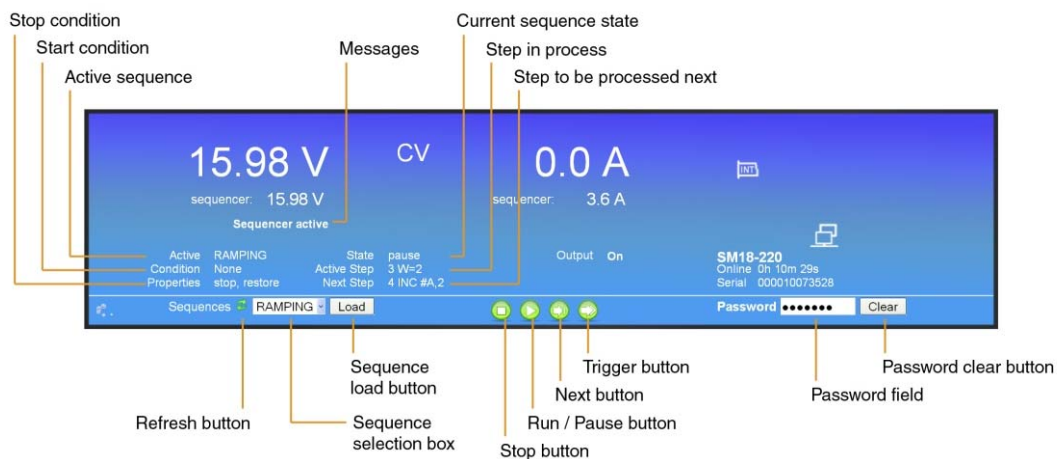 Stop condition
Start condition
Active sequence
Messages
Current sequence state
Step in process
Step to be processed next
15.98 V
CV
0.0 A
INT
sequencer: 15.98 V
sequencer: 3.6 A
Sequencer active
Active RAMPING State pause Output On
Condition None Active Step 3 W=2
Properties stop, restore Next Step 4 INC #A,2
SM18-220
Online 0h 10m 29s
Serial 000010073528
Sequences RAMPING Load
Password ●●●●●●● Clear
Refresh button
Sequence selection box
Sequence load button
Stop button
Run / Pause button
Next button
Trigger button
Password field
Password clear button